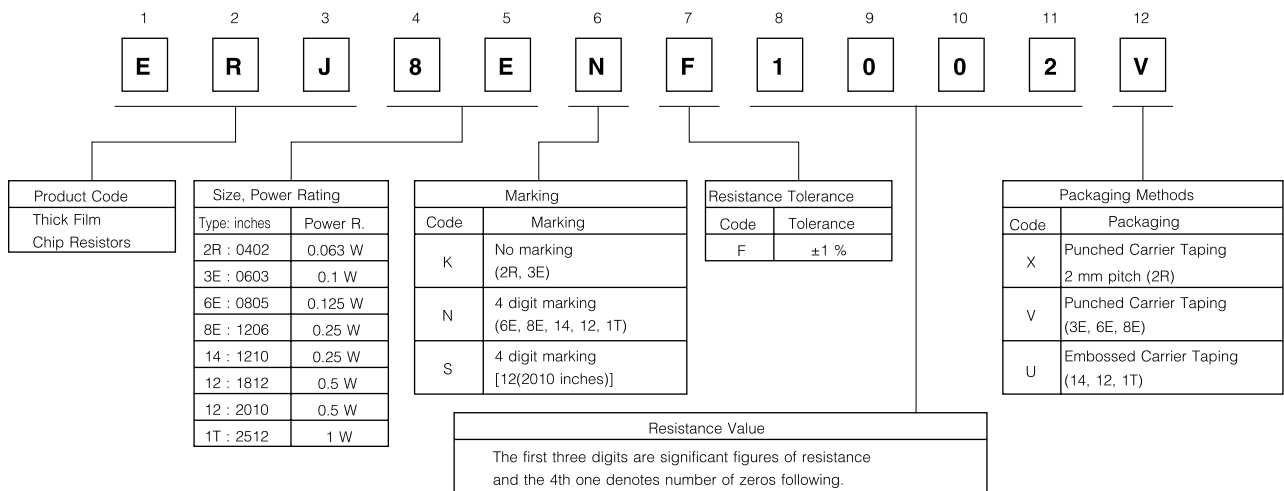 1 2 3 4 5 6 7 8 9 10 11 12
E R J 8 E N F 1 0 0 2 V
Product Code
Thick Film
Chip Resistors
Size, Power Rating
Type: inches Power R.
2R : 0402 0.063 W
3E : 0603 0.1 W
6E : 0805 0.125 W
8E : 1206 0.25 W
14 : 1210 0.25 W
12 : 1812 0.5 W
12 : 2010 0.5 W
1T : 2512 1 W
Marking
Code Marking
K No marking
(2R, 3E)
N 4 digit marking
(6E, 8E, 14, 12, 1T)
S 4 digit marking
[12(2010 inches)]
Resistance Tolerance
Code Tolerance
F ±1 %
Packaging Methods
Code Packaging
X Punched Carrier Taping
2 mm pitch (2R)
V Punched Carrier Taping
(3E, 6E, 8E)
U Embossed Carrier Taping
(14, 12, 1T)
Resistance Value
The first three digits are significant figures of resistance
and the 4th one denotes number of zeros following.